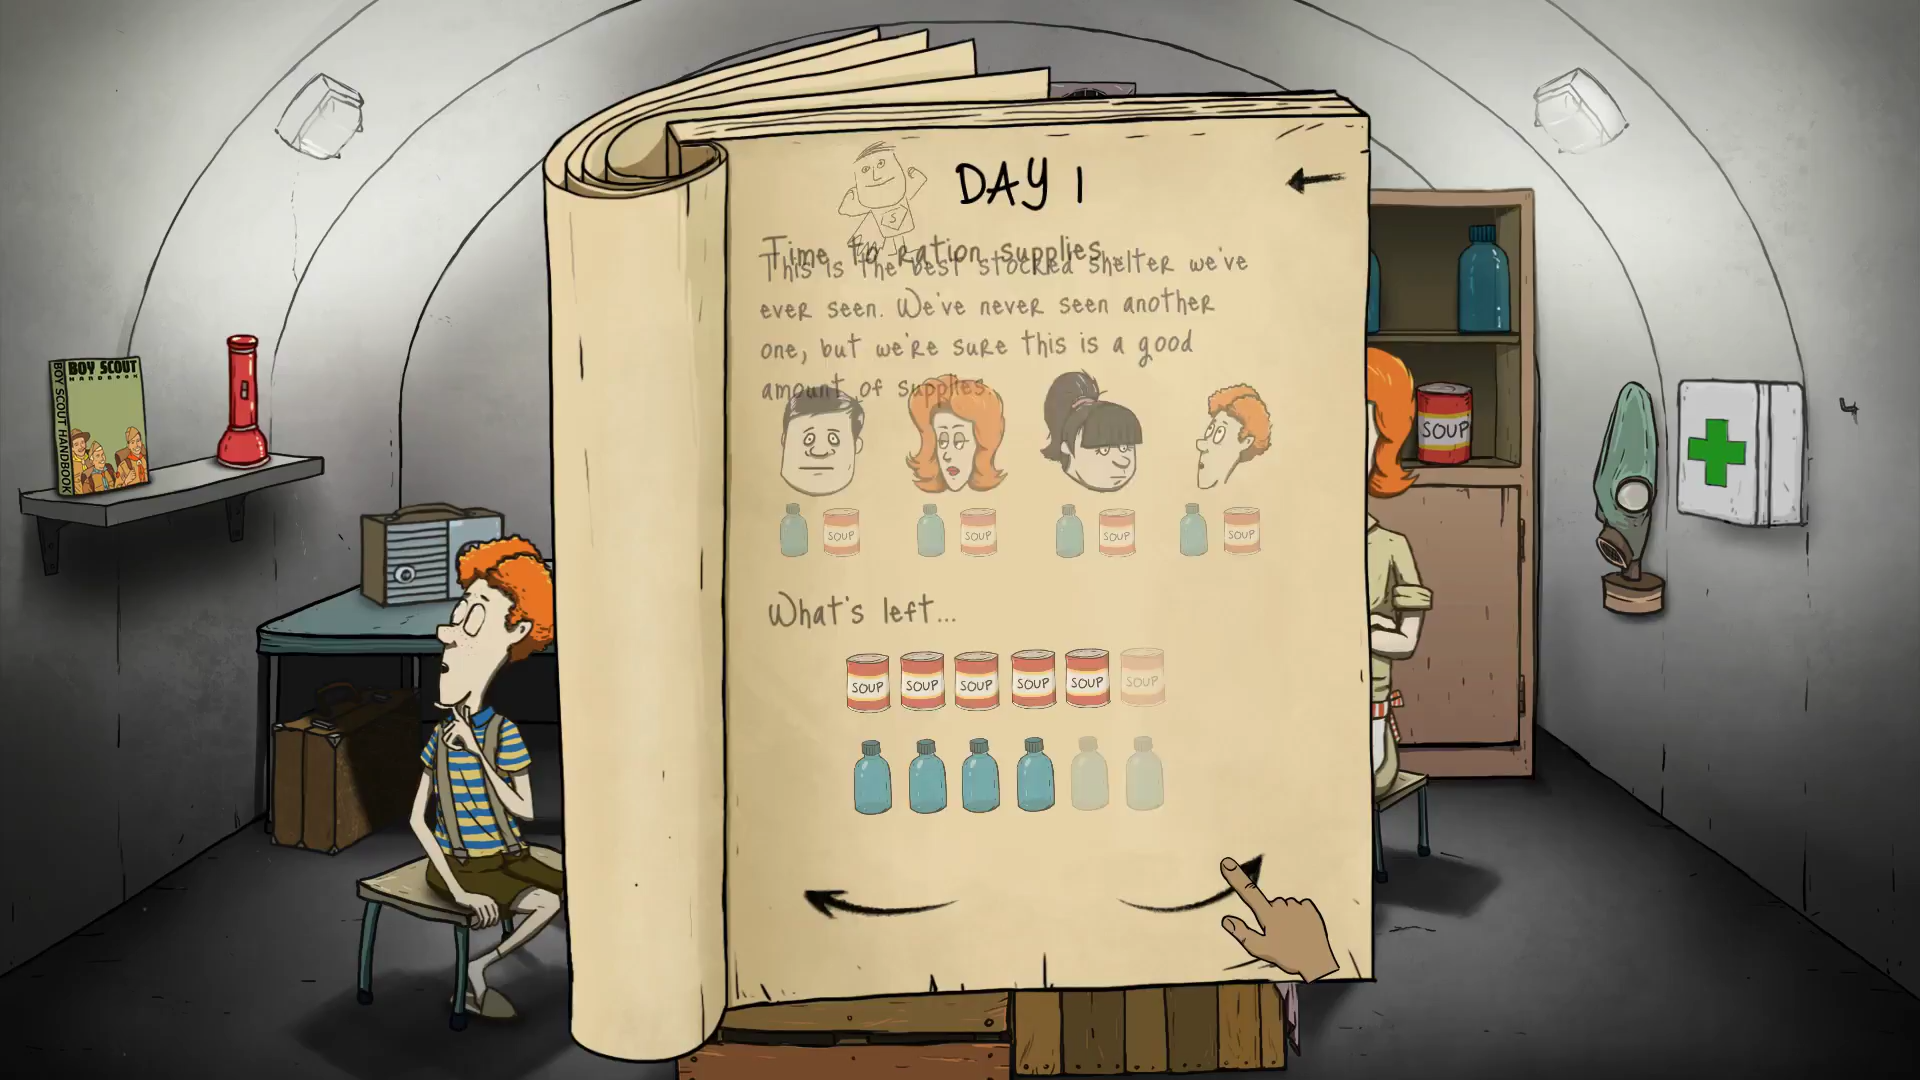 DAY 1
Time to ration supplies...
This is the best stocked shelter we've
ever seen. We've never seen another
one, but we're sure this is a good
amount of supplies.
S
SOUP SOUP SOUP SOUP
What's left...
SOUP SOUP SOUP SOUP SOUP SOUP
BOY SCOUT
HANDBOOK
BOY SCOUT HANDBOOK
SOUP